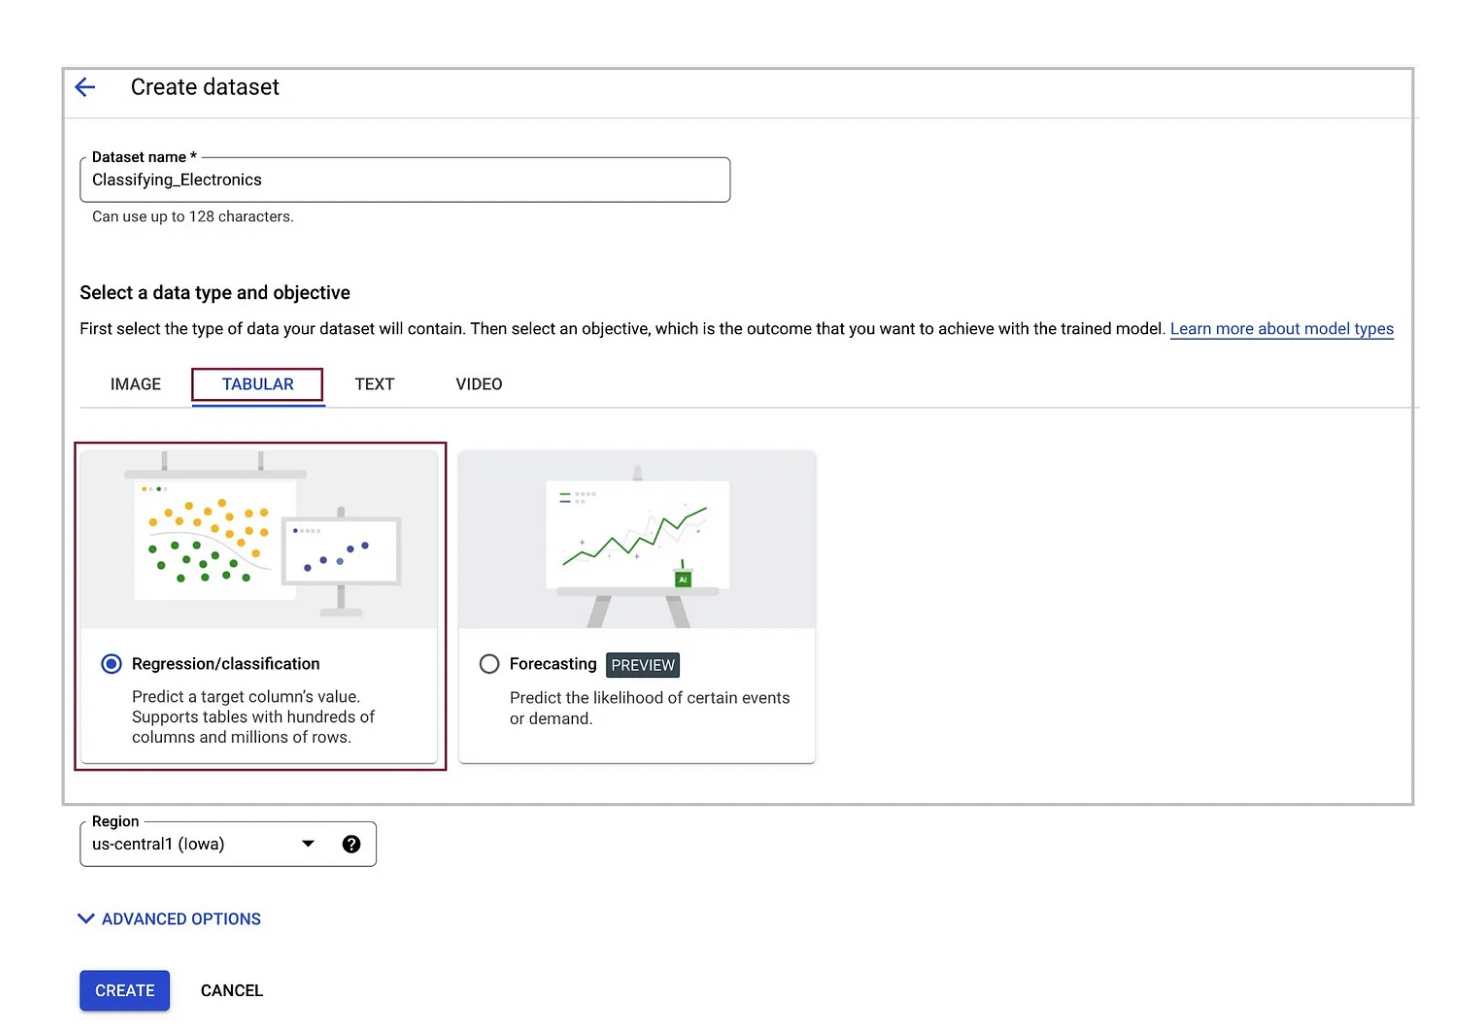 Create dataset
Dataset name *
Classifying_Electronics
Can use up to 128 characters.
Select a data type and objective
First select the type of data your dataset will contain. Then select an objective, which is the outcome that you want to achieve with the trained model. Learn more about model types
IMAGE
TABULAR
TEXT
VIDEO
AI
Regression/classification
Predict a target column's value.
Supports tables with hundreds of
columns and millions of rows.
Forecasting PREVIEW
Predict the likelihood of certain events
or demand.
Region
us-central1 (Iowa)
ADVANCED OPTIONS
CREATE
CANCEL